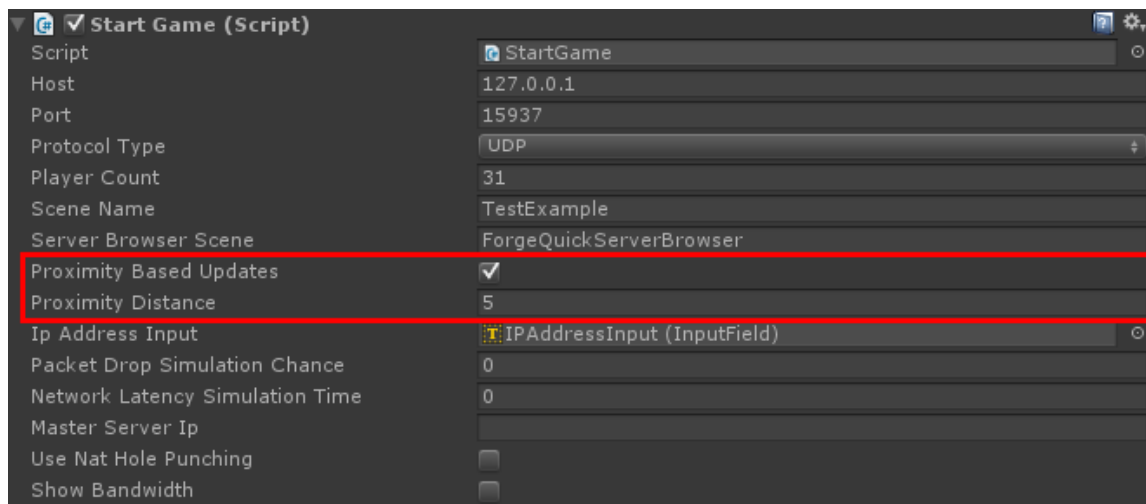 Start Game (Script)
Script StartGame
Host 127.0.0.1
Port 15937
Protocol Type UDP
Player Count 31
Scene Name TestExample
Server Browser Scene ForgeQuickServerBrowser
Proximity Based Updates
Proximity Distance 5
Ip Address Input IPAddressInput (InputField)
Packet Drop Simulation Chance 0
Network Latency Simulation Time 0
Master Server Ip
Use Nat Hole Punching
Show Bandwidth